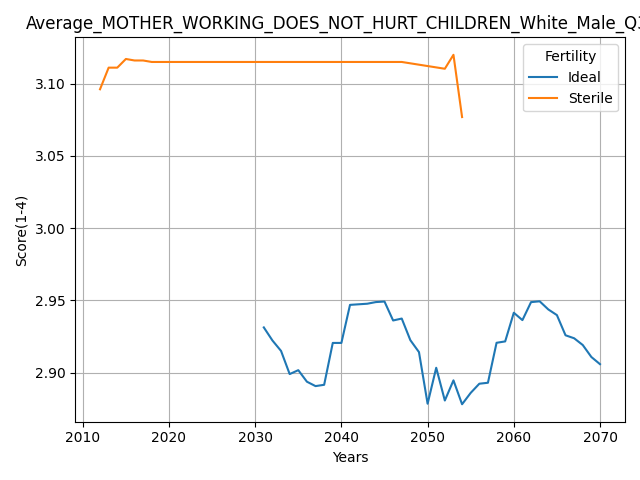 Average_MOTHER_WORKING_DOES_NOT_HURT_CHILDREN_White_Male_Q3
Fertility
Ideal
Sterile
Score(1-4)
3.10
3.05
3.00
2.95
2.90
2010 2020 2030 2040 2050 2060 2070
Years